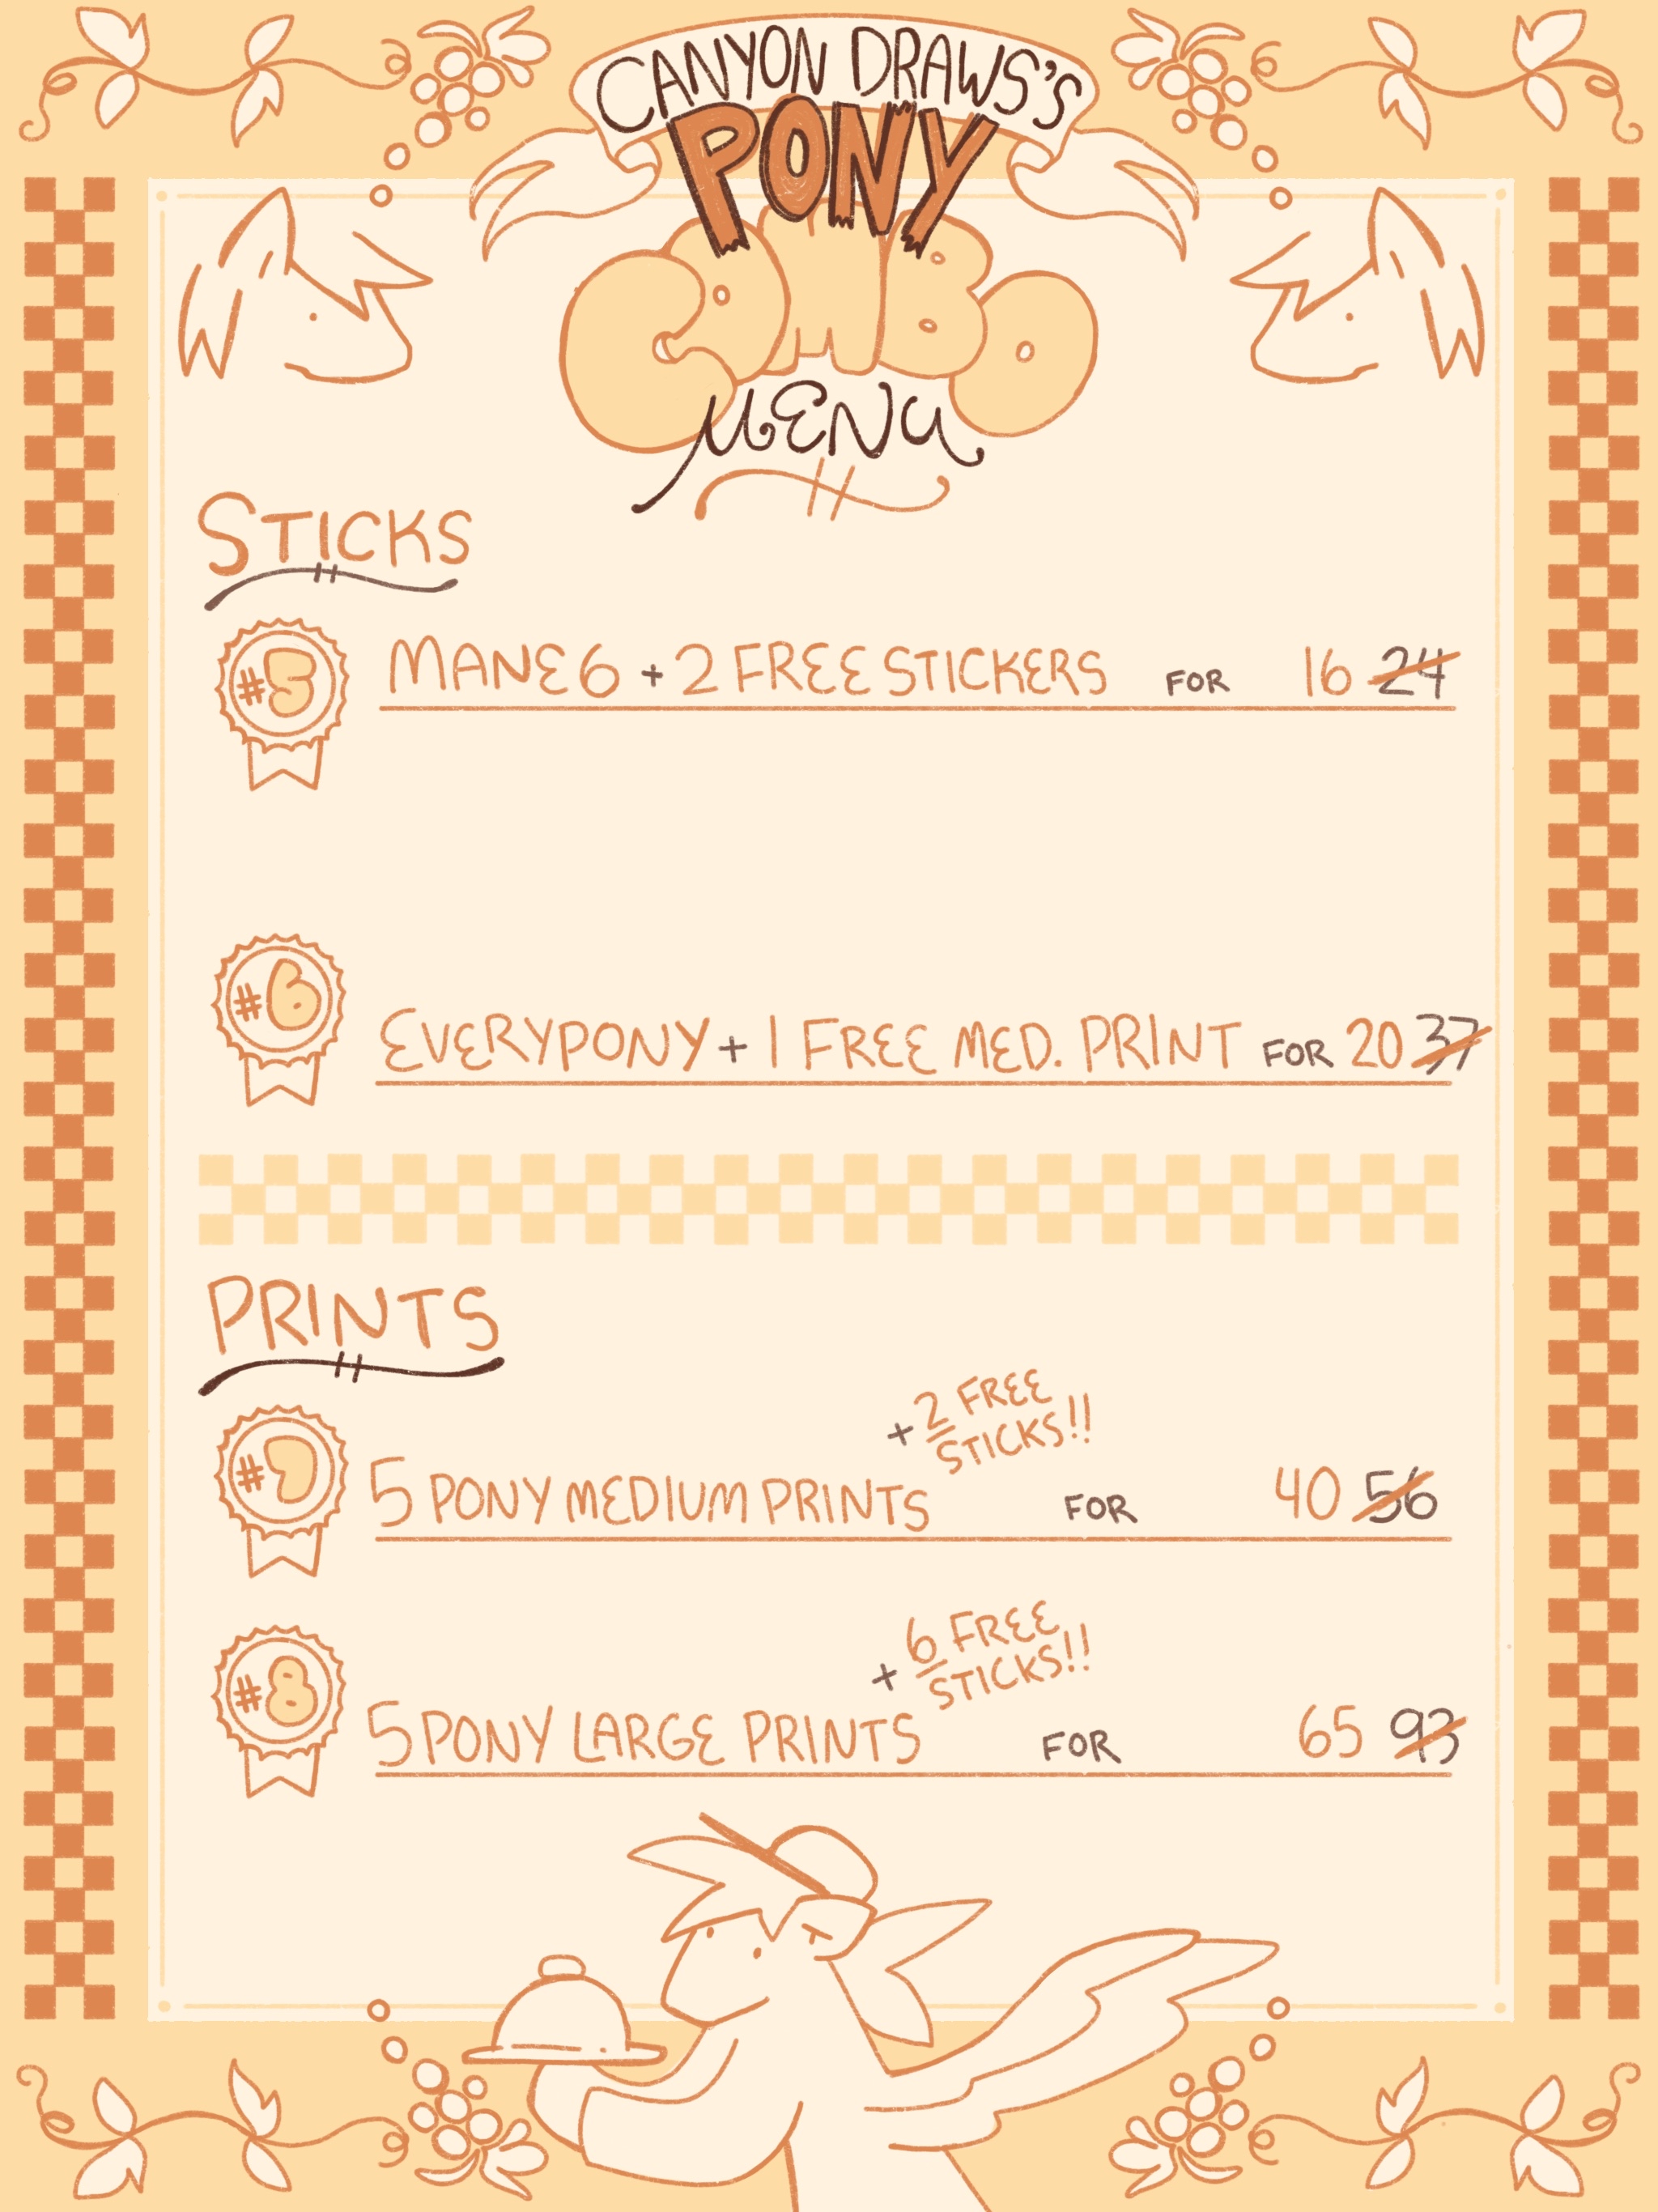 CANYON DRAWS'S
PONY
COMBO
MENU
STICKS
#5
MANE 6 + 2 FREE STICKERS FOR 16 24
#6
EVERYPONY + 1 FREE MED. PRINT FOR 20 37
PRINTS
+ 2 FREE
STICKS!!
#7
5 PONY MEDIUM PRINTS FOR 40 56
+ 6 FREE
STICKS!!
#8
5 PONY LARGE PRINTS FOR 65 93